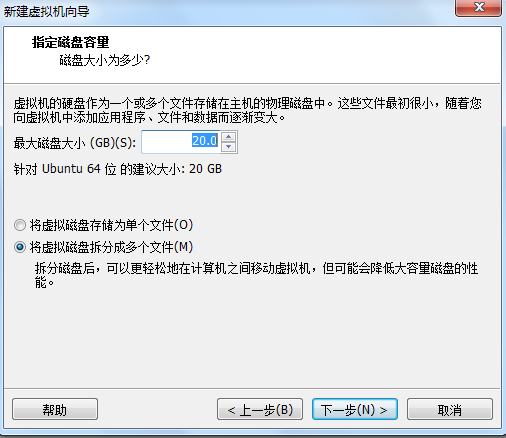 新建虚拟机向导
指定磁盘容量
磁盘大小为多少?
虚拟机的硬盘作为一个或多个文件存储在主机的物理磁盘中。这些文件最初很小，随着您
向虚拟机中添加应用程序、文件和数据而逐渐变大。
最大磁盘大小 (GB)(S): 20.0
针对 Ubuntu 64 位 的建议大小: 20 GB
将虚拟磁盘存储为单个文件(O)
将虚拟磁盘拆分成多个文件(M)
拆分磁盘后，可以更轻松地在计算机之间移动虚拟机，但可能会降低大容量磁盘的性
能。
帮助 < 上一步(B) 下一步(N) > 取消